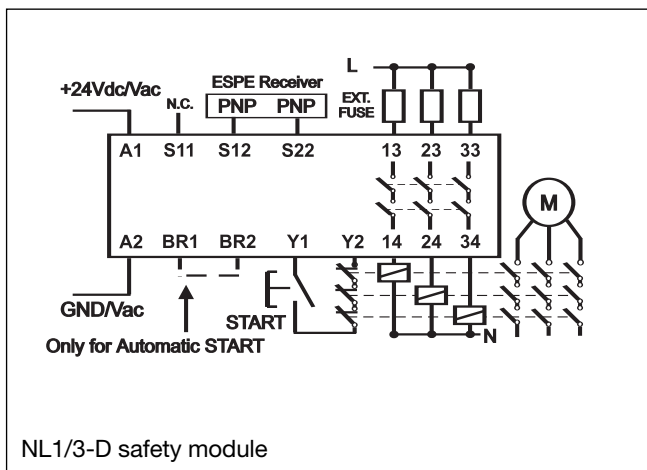 L
+24Vdc/Vac
ESPE Receiver
N.C.
PNP PNP
EXT.
FUSE
A1 S11 S12 S22 13 23 33
M
A2 BR1 BR2 Y1 Y2 14 24 34
GND/Vac
START
N
Only for Automatic START
NL1/3-D safety module